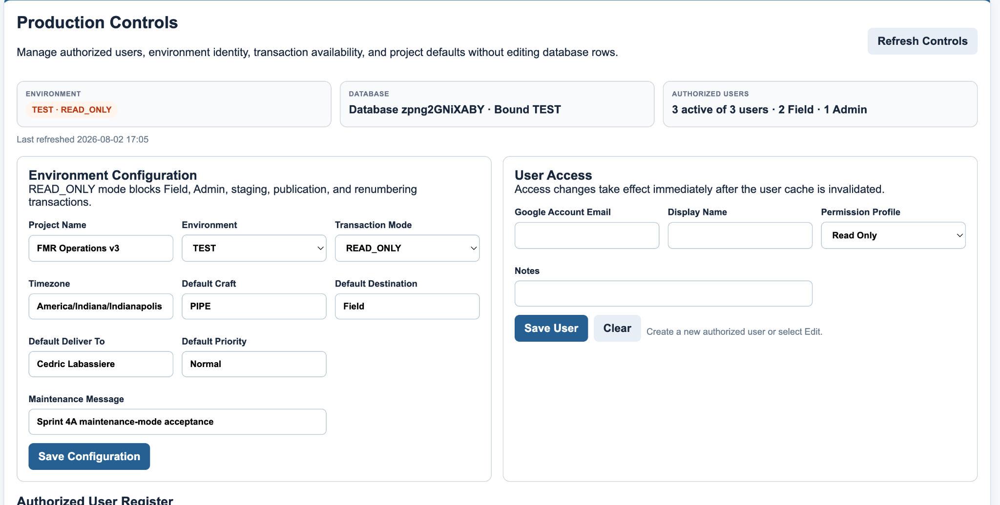 Production Controls
Refresh Controls
Manage authorized users, environment identity, transaction availability, and project defaults without editing database rows.
ENVIRONMENT
TEST · READ_ONLY
DATABASE
Database zpng2GNiXABY · Bound TEST
AUTHORIZED USERS
3 active of 3 users · 2 Field · 1 Admin
Last refreshed 2026-08-02 17:05
Environment Configuration
READ_ONLY mode blocks Field, Admin, staging, publication, and renumbering
transactions.
Project Name
FMR Operations v3
Environment
TEST
Transaction Mode
READ_ONLY
Timezone
America/Indiana/Indianapolis
Default Craft
PIPE
Default Destination
Field
Default Deliver To
Cedric Labassiere
Default Priority
Normal
Maintenance Message
Sprint 4A maintenance-mode acceptance
Save Configuration
User Access
Access changes take effect immediately after the user cache is invalidated.
Google Account Email
Display Name
Permission Profile
Read Only
Notes
Save User
Clear
Create a new authorized user or select Edit.
Authorized User Register